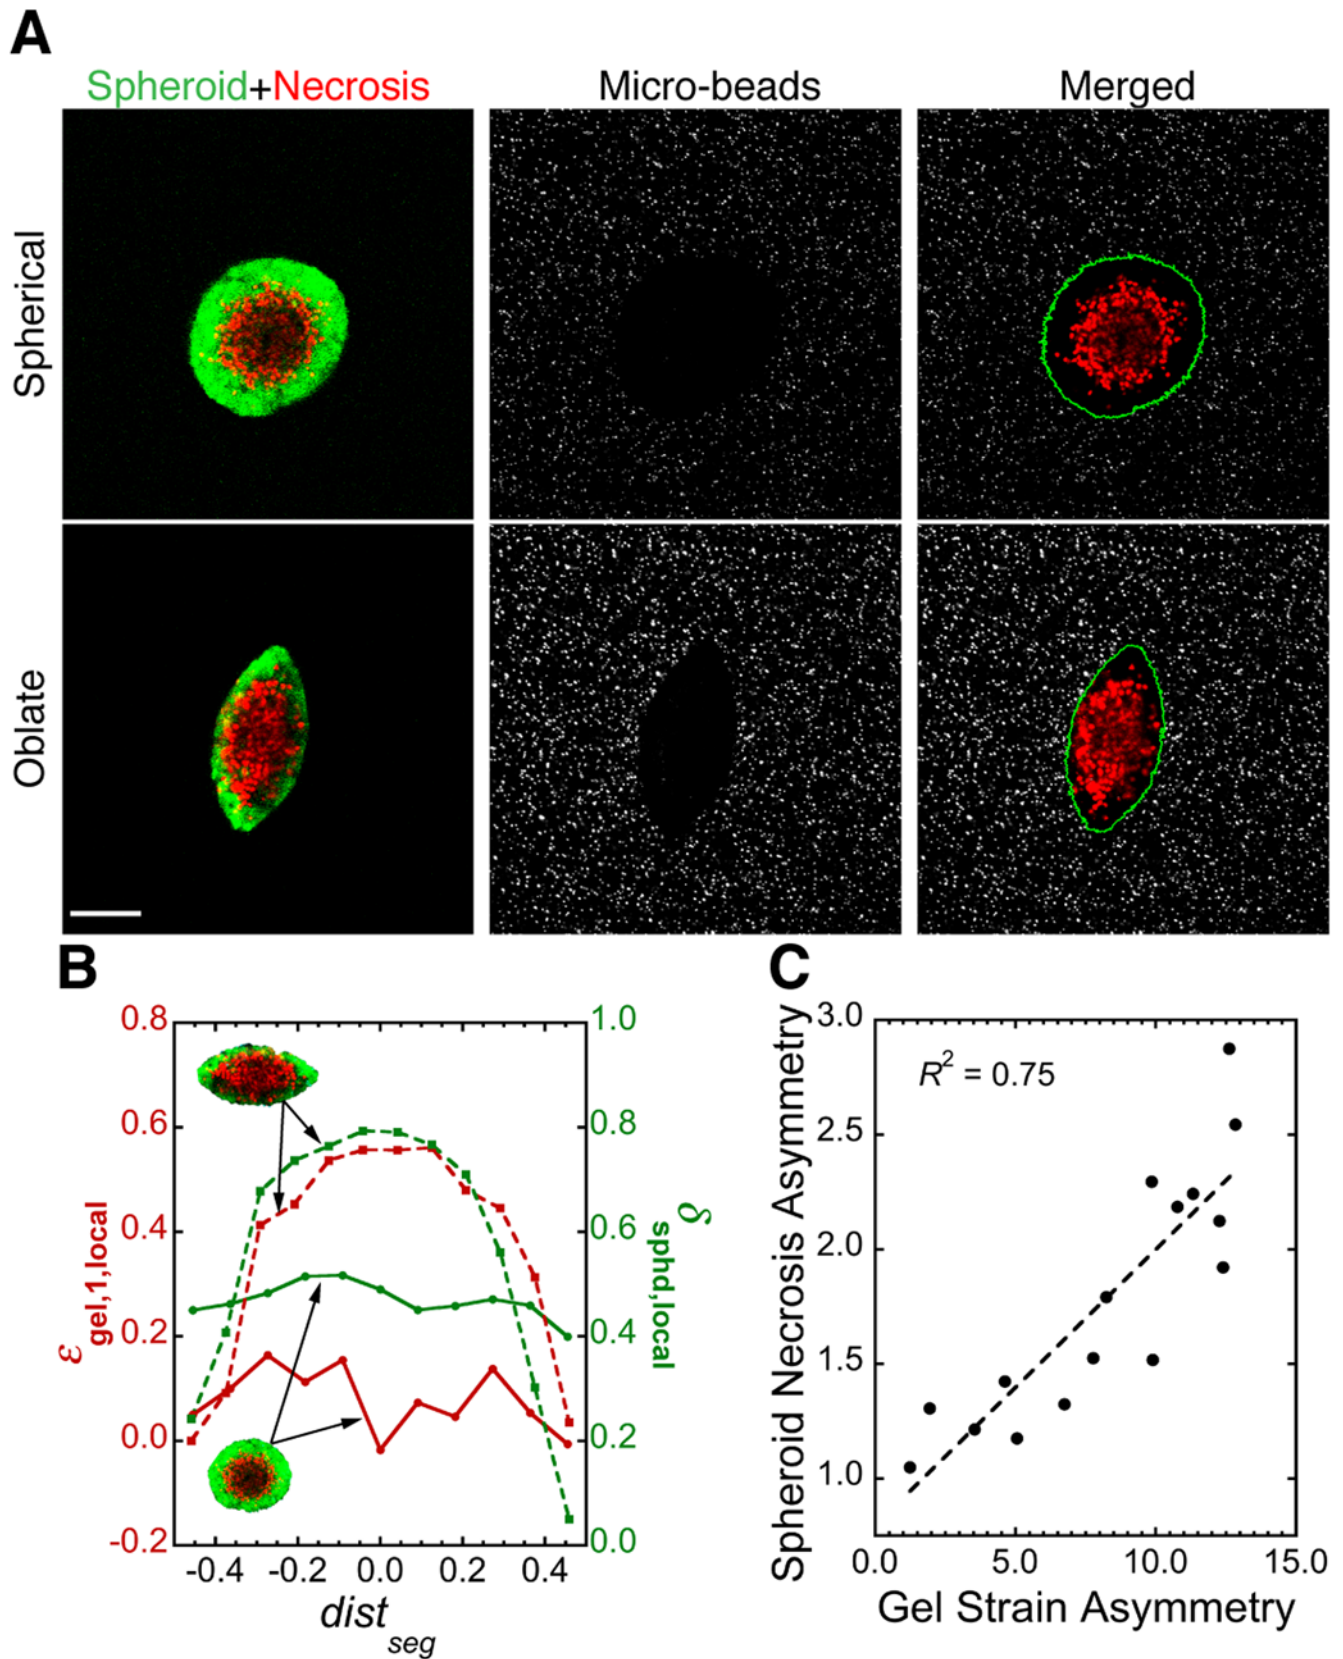 A
Spheroid+Necrosis
Micro-beads
Merged
Spherical
Oblate
B
0.8
0.6
0.4
0.2
0.0
-0.2
ε gel,1,local
1.0
0.8
0.6
0.4
0.2
0.0
δ sphd,local
-0.4 -0.2 0.0 0.2 0.4
dist seg
C
Spheroid Necrosis Asymmetry
3.0
2.5
2.0
1.5
1.0
R² = 0.75
0.0 5.0 10.0 15.0
Gel Strain Asymmetry